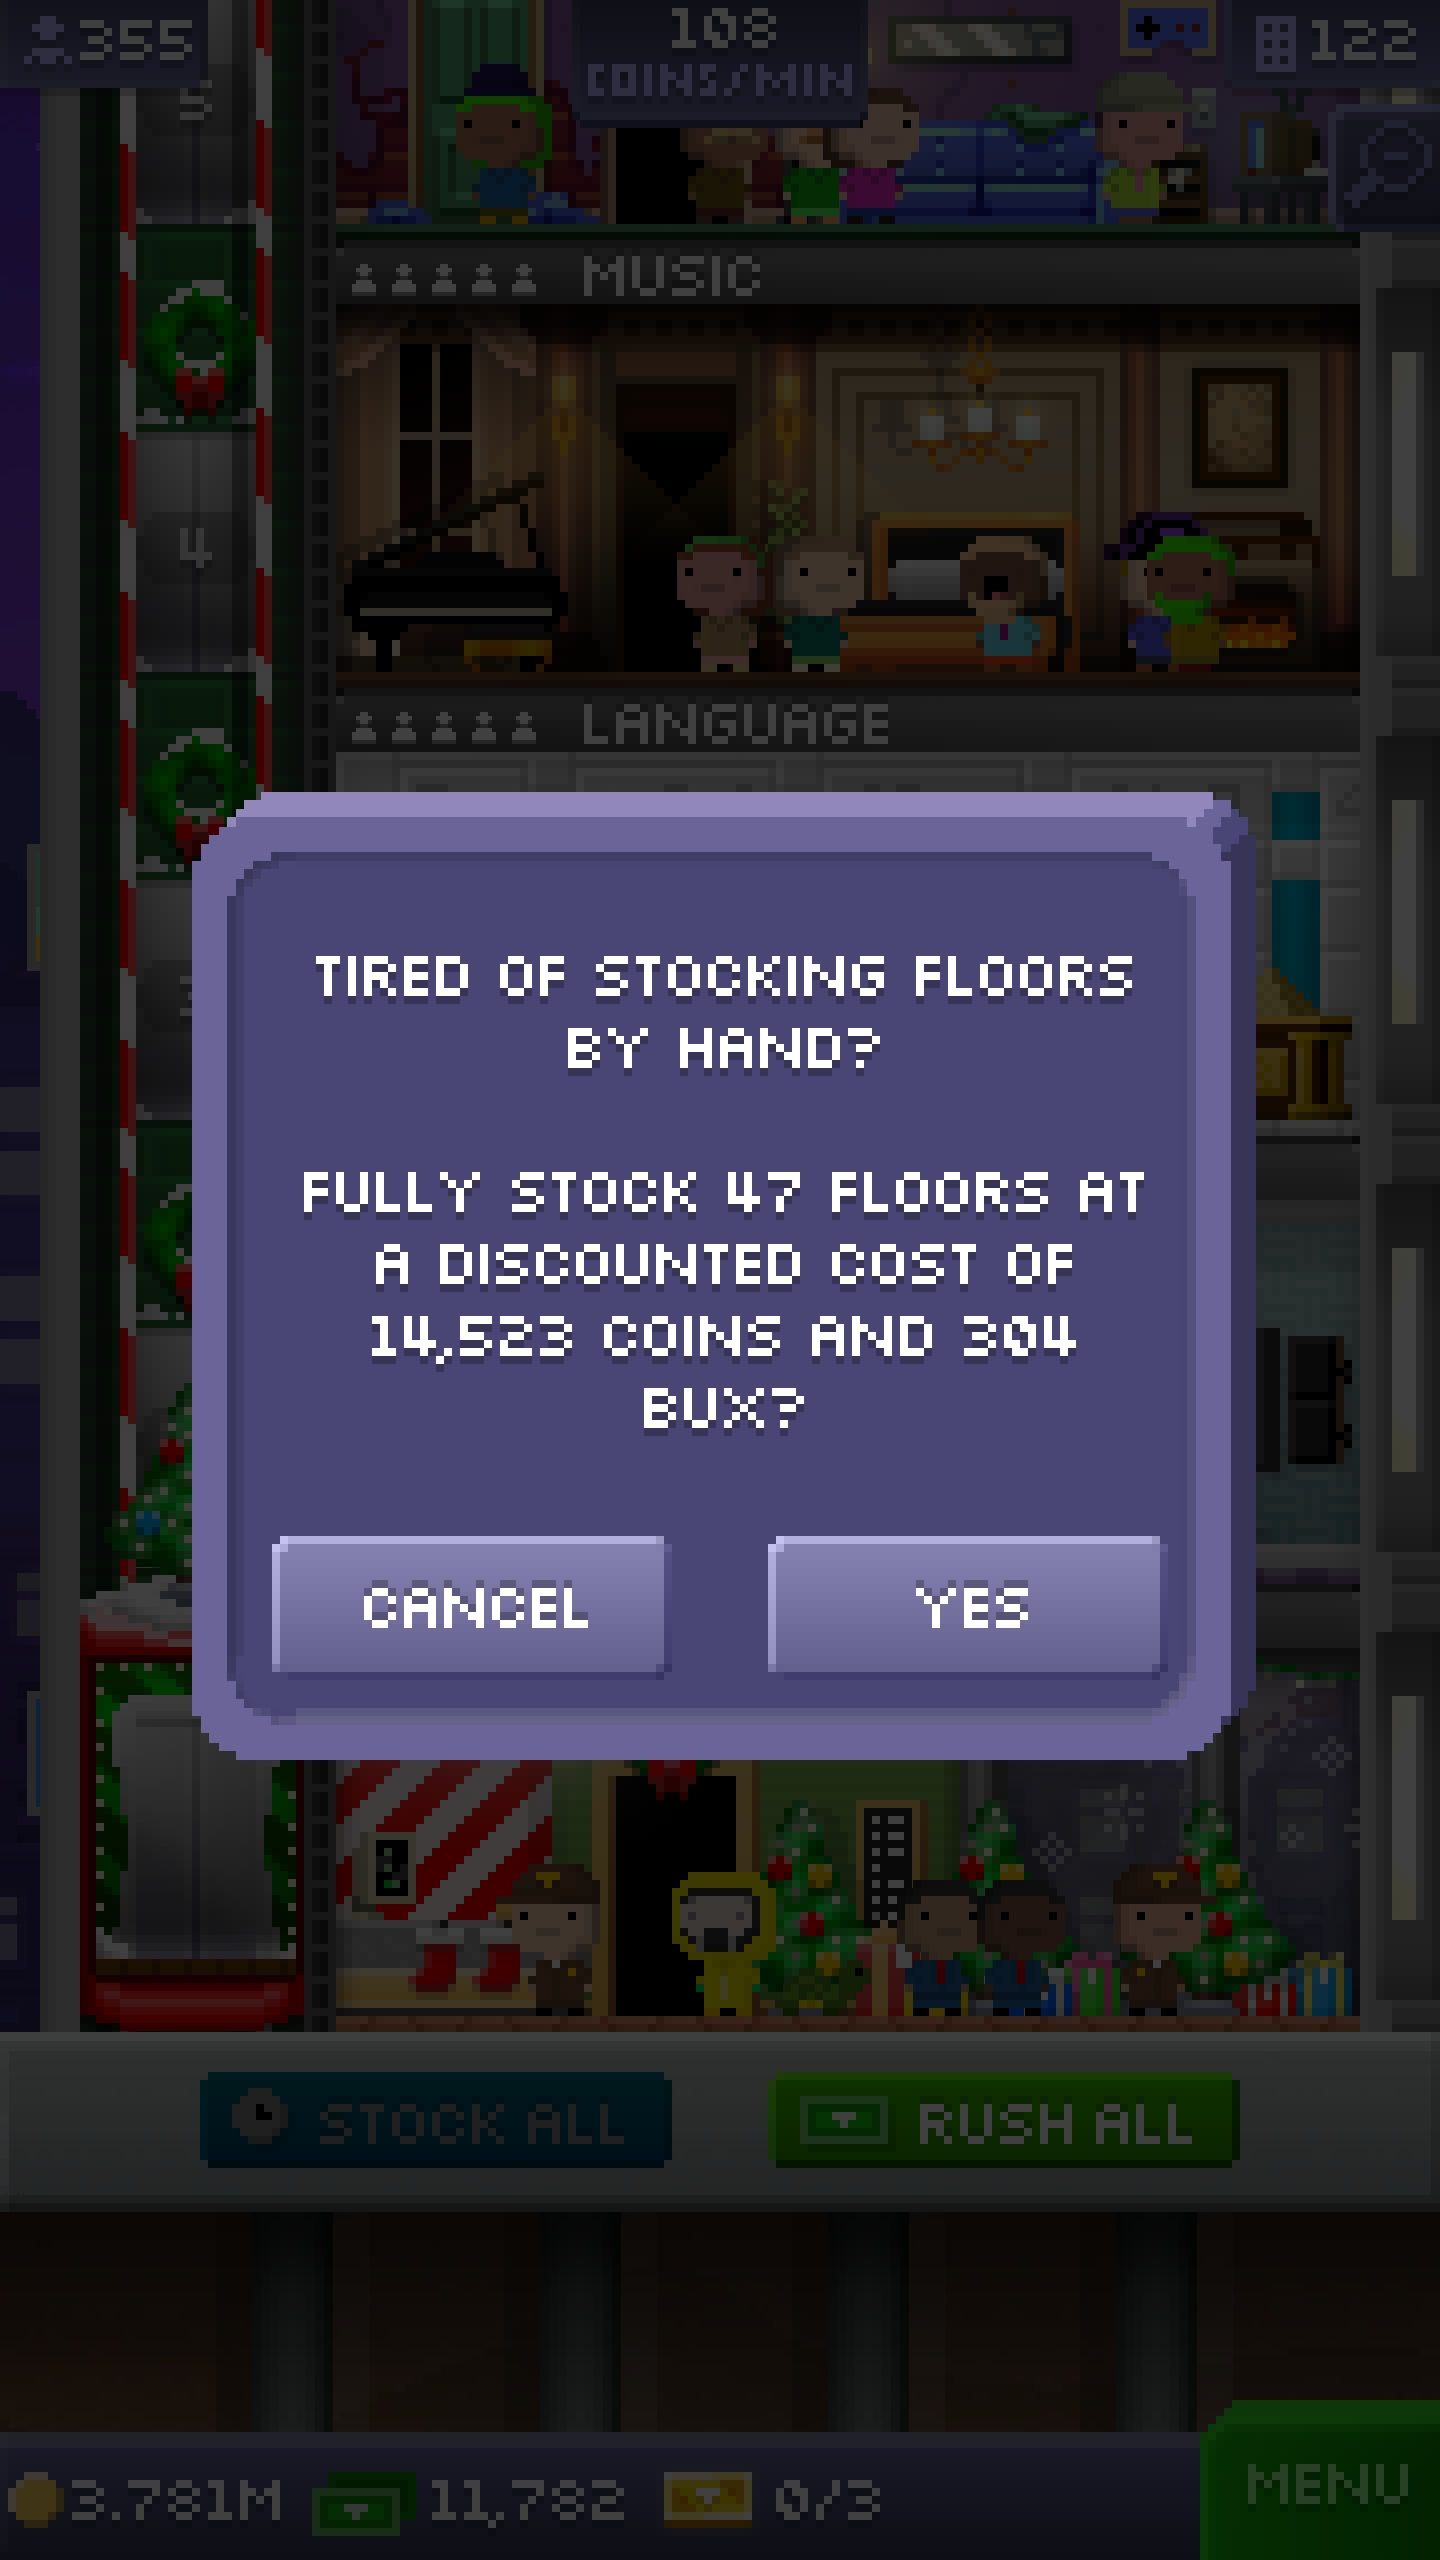 355
108
COINS/MIN
122
5
MUSIC
4
LANGUAGE
TIRED OF STOCKING FLOORS
BY HAND?
FULLY STOCK 47 FLOORS AT
A DISCOUNTED COST OF
14,523 COINS AND 304
BUX?
CANCEL
YES
STOCK ALL
RUSH ALL
3.781M
11,782
0/3
MENU